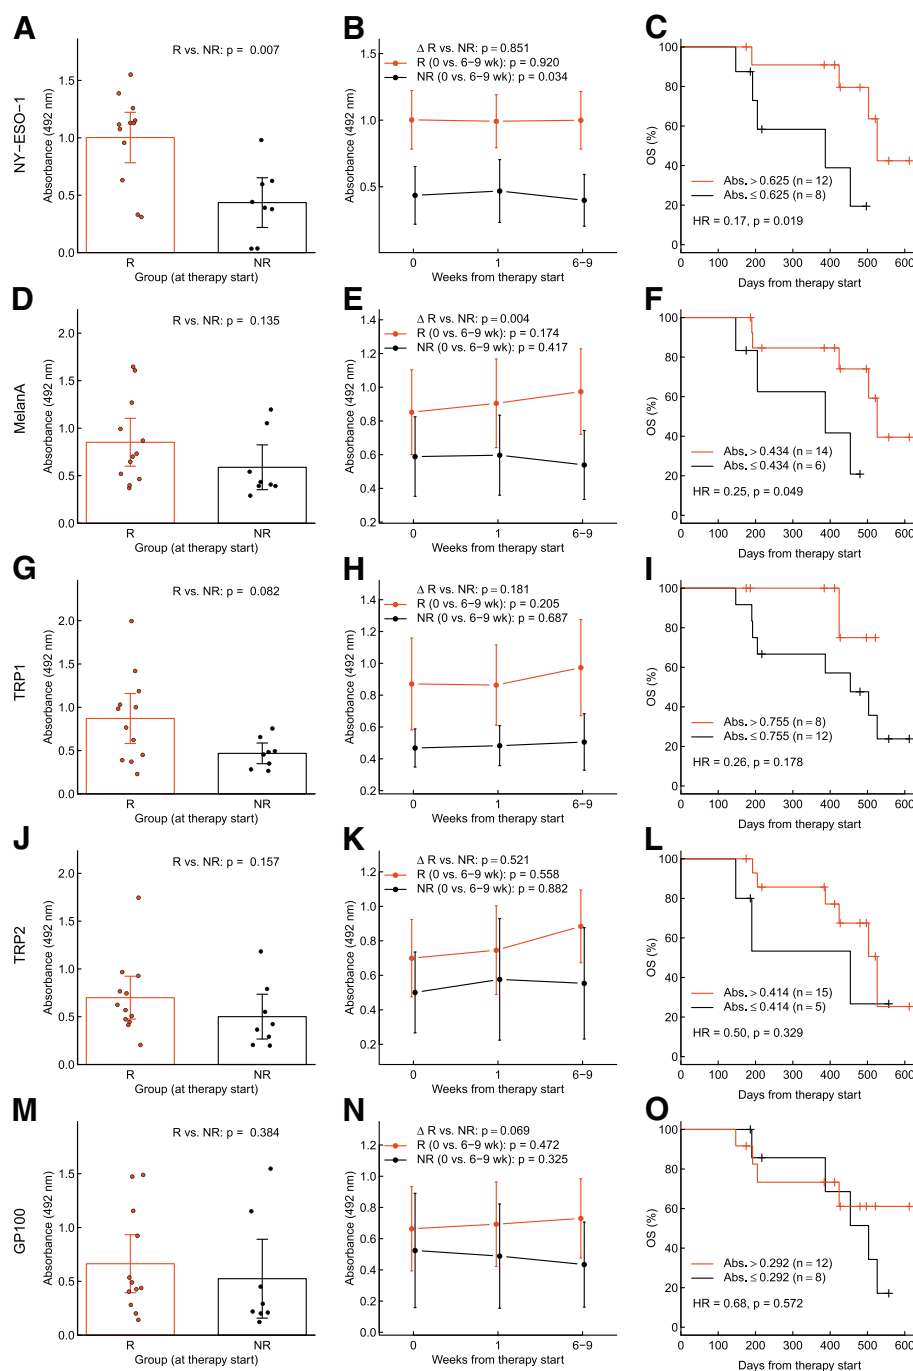 A
NY−ESO−1
Absorbance (492 nm)
1.5
1.0
0.5
0.0
R vs. NR: p = 0.007
R
NR
Group (at therapy start)
B
Absorbance (492 nm)
1.5
1.0
0.5
Δ R vs. NR: p = 0.851
R (0 vs. 6−9 wk): p = 0.920
NR (0 vs. 6−9 wk): p = 0.034
0
1
6−9
Weeks from therapy start
C
OS (%)
100
80
60
40
20
0
Abs. > 0.625 (n = 12)
Abs. ≤ 0.625 (n = 8)
HR = 0.17, p = 0.019
0 100 200 300 400 500 600
Days from therapy start
D
MelanA
Absorbance (492 nm)
2.0
1.5
1.0
0.5
0.0
R vs. NR: p = 0.135
R
NR
Group (at therapy start)
E
Absorbance (492 nm)
1.4
1.2
1.0
0.8
0.6
0.4
0.2
Δ R vs. NR: p = 0.004
R (0 vs. 6−9 wk): p = 0.174
NR (0 vs. 6−9 wk): p = 0.417
0
1
6−9
Weeks from therapy start
F
OS (%)
100
80
60
40
20
0
Abs. > 0.434 (n = 14)
Abs. ≤ 0.434 (n = 6)
HR = 0.25, p = 0.049
0 100 200 300 400 500 600
Days from therapy start
G
TRP1
Absorbance (492 nm)
2.0
1.5
1.0
0.5
0.0
R vs. NR: p = 0.082
R
NR
Group (at therapy start)
H
Absorbance (492 nm)
1.4
1.2
1.0
0.8
0.6
0.4
0.2
Δ R vs. NR: p = 0.181
R (0 vs. 6−9 wk): p = 0.205
NR (0 vs. 6−9 wk): p = 0.687
0
1
6−9
Weeks from therapy start
I
OS (%)
100
80
60
40
20
0
Abs. > 0.755 (n = 8)
Abs. ≤ 0.755 (n = 12)
HR = 0.26, p = 0.178
0 100 200 300 400 500 600
Days from therapy start
J
TRP2
Absorbance (492 nm)
2.0
1.5
1.0
0.5
0.0
R vs. NR: p = 0.157
R
NR
Group (at therapy start)
K
Absorbance (492 nm)
1.2
1.0
0.8
0.6
0.4
0.2
0.0
Δ R vs. NR: p = 0.521
R (0 vs. 6−9 wk): p = 0.558
NR (0 vs. 6−9 wk): p = 0.882
0
1
6−9
Weeks from therapy start
L
OS (%)
100
80
60
40
20
0
Abs. > 0.414 (n = 15)
Abs. ≤ 0.414 (n = 5)
HR = 0.50, p = 0.329
0 100 200 300 400 500 600
Days from therapy start
M
GP100
Absorbance (492 nm)
1.5
1.0
0.5
0.0
R vs. NR: p = 0.384
R
NR
Group (at therapy start)
N
Absorbance (492 nm)
1.2
1.0
0.8
0.6
0.4
0.2
0.0
Δ R vs. NR: p = 0.069
R (0 vs. 6−9 wk): p = 0.472
NR (0 vs. 6−9 wk): p = 0.325
0
1
6−9
Weeks from therapy start
O
OS (%)
100
80
60
40
20
0
Abs. > 0.292 (n = 12)
Abs. ≤ 0.292 (n = 8)
HR = 0.68, p = 0.572
0 100 200 300 400 500 600
Days from therapy start